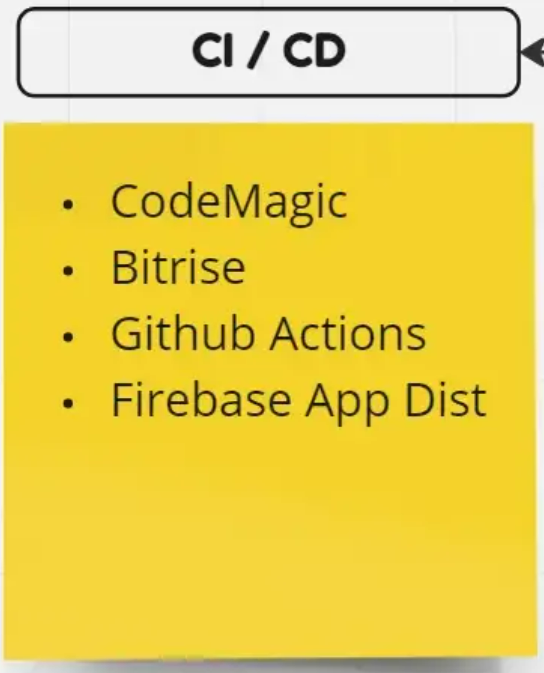 CI / CD
• CodeMagic
• Bitrise
• Github Actions
• Firebase App Dist